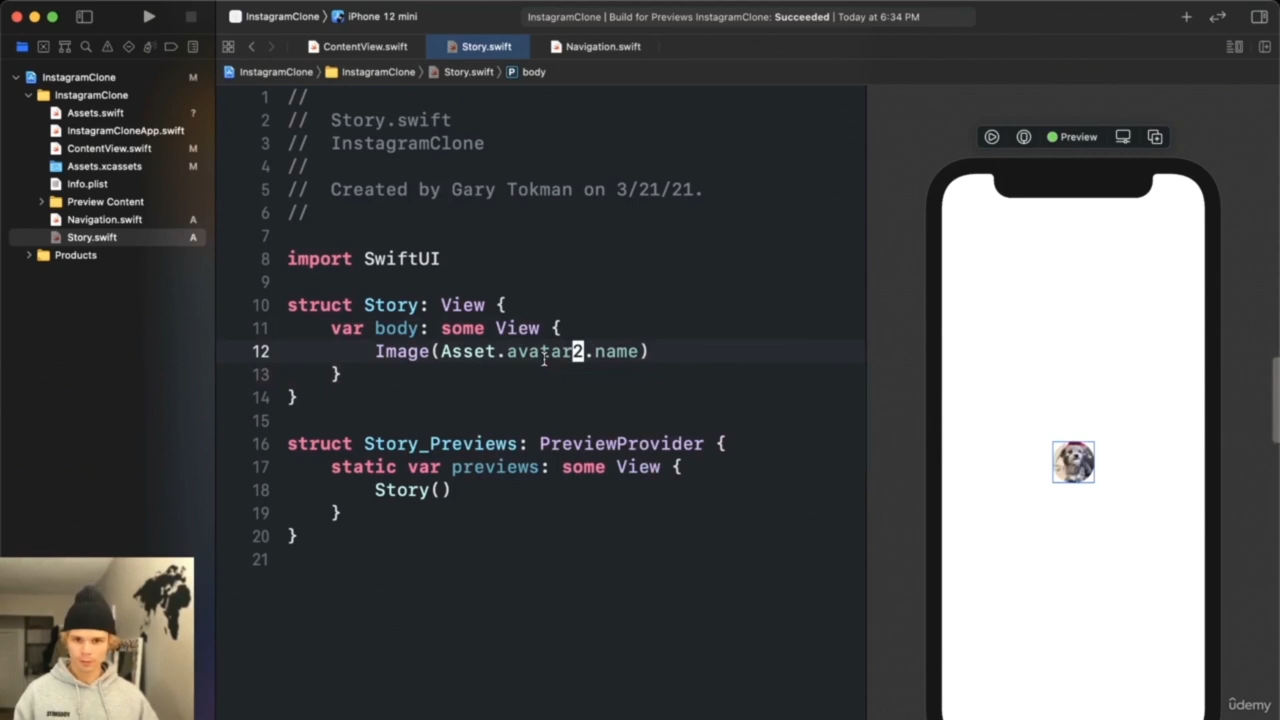 InstagramClone
iPhone 12 mini
InstagramClone | Build for Previews InstagramClone: Succeeded | Today at 6:34 PM
ContentView.swift
Story.swift
Navigation.swift
InstagramClone
InstagramClone
Story.swift
P
body
InstagramClone M
InstagramClone
Assets.swift ?
InstagramCloneApp.swift
ContentView.swift M
Assets.xcassets M
Info.plist
Preview Content
Navigation.swift A
Story.swift A
Products
1 //
2 // Story.swift
3 // InstagramClone
4 //
5 // Created by Gary Tokman on 3/21/21.
6 //
7
8 import SwiftUI
9
10 struct Story: View {
11 var body: some View {
12 Image(Asset.avatar2.name)
13 }
14 }
15
16 struct Story_Previews: PreviewProvider {
17 static var previews: some View {
18 Story()
19 }
20 }
21
Preview
udemy